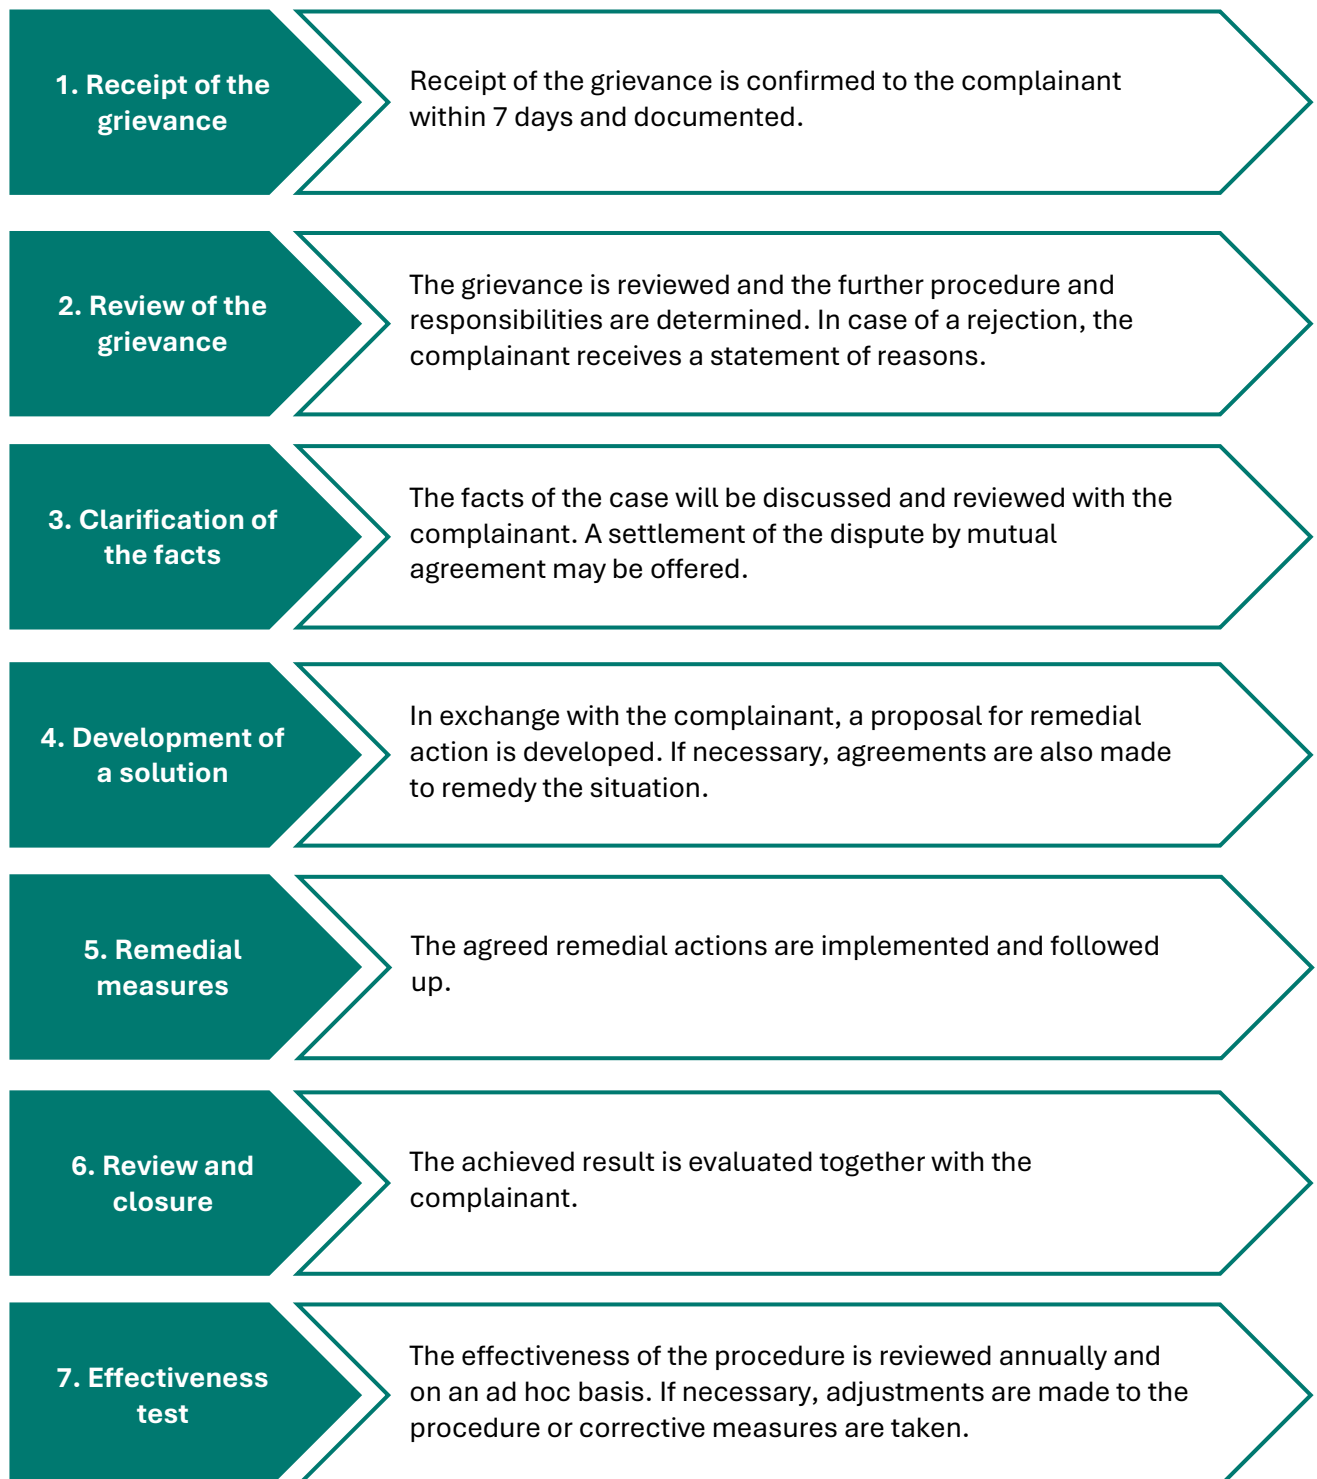 1. Receipt of the
grievance
Receipt of the grievance is confirmed to the complainant
within 7 days and documented.
2. Review of the
grievance
The grievance is reviewed and the further procedure and
responsibilities are determined. In case of a rejection, the
complainant receives a statement of reasons.
3. Clarification of
the facts
The facts of the case will be discussed and reviewed with the
complainant. A settlement of the dispute by mutual
agreement may be offered.
4. Development of
a solution
In exchange with the complainant, a proposal for remedial
action is developed. If necessary, agreements are also made
to remedy the situation.
5. Remedial
measures
The agreed remedial actions are implemented and followed
up.
6. Review and
closure
The achieved result is evaluated together with the
complainant.
7. Effectiveness
test
The effectiveness of the procedure is reviewed annually and
on an ad hoc basis. If necessary, adjustments are made to the
procedure or corrective measures are taken.